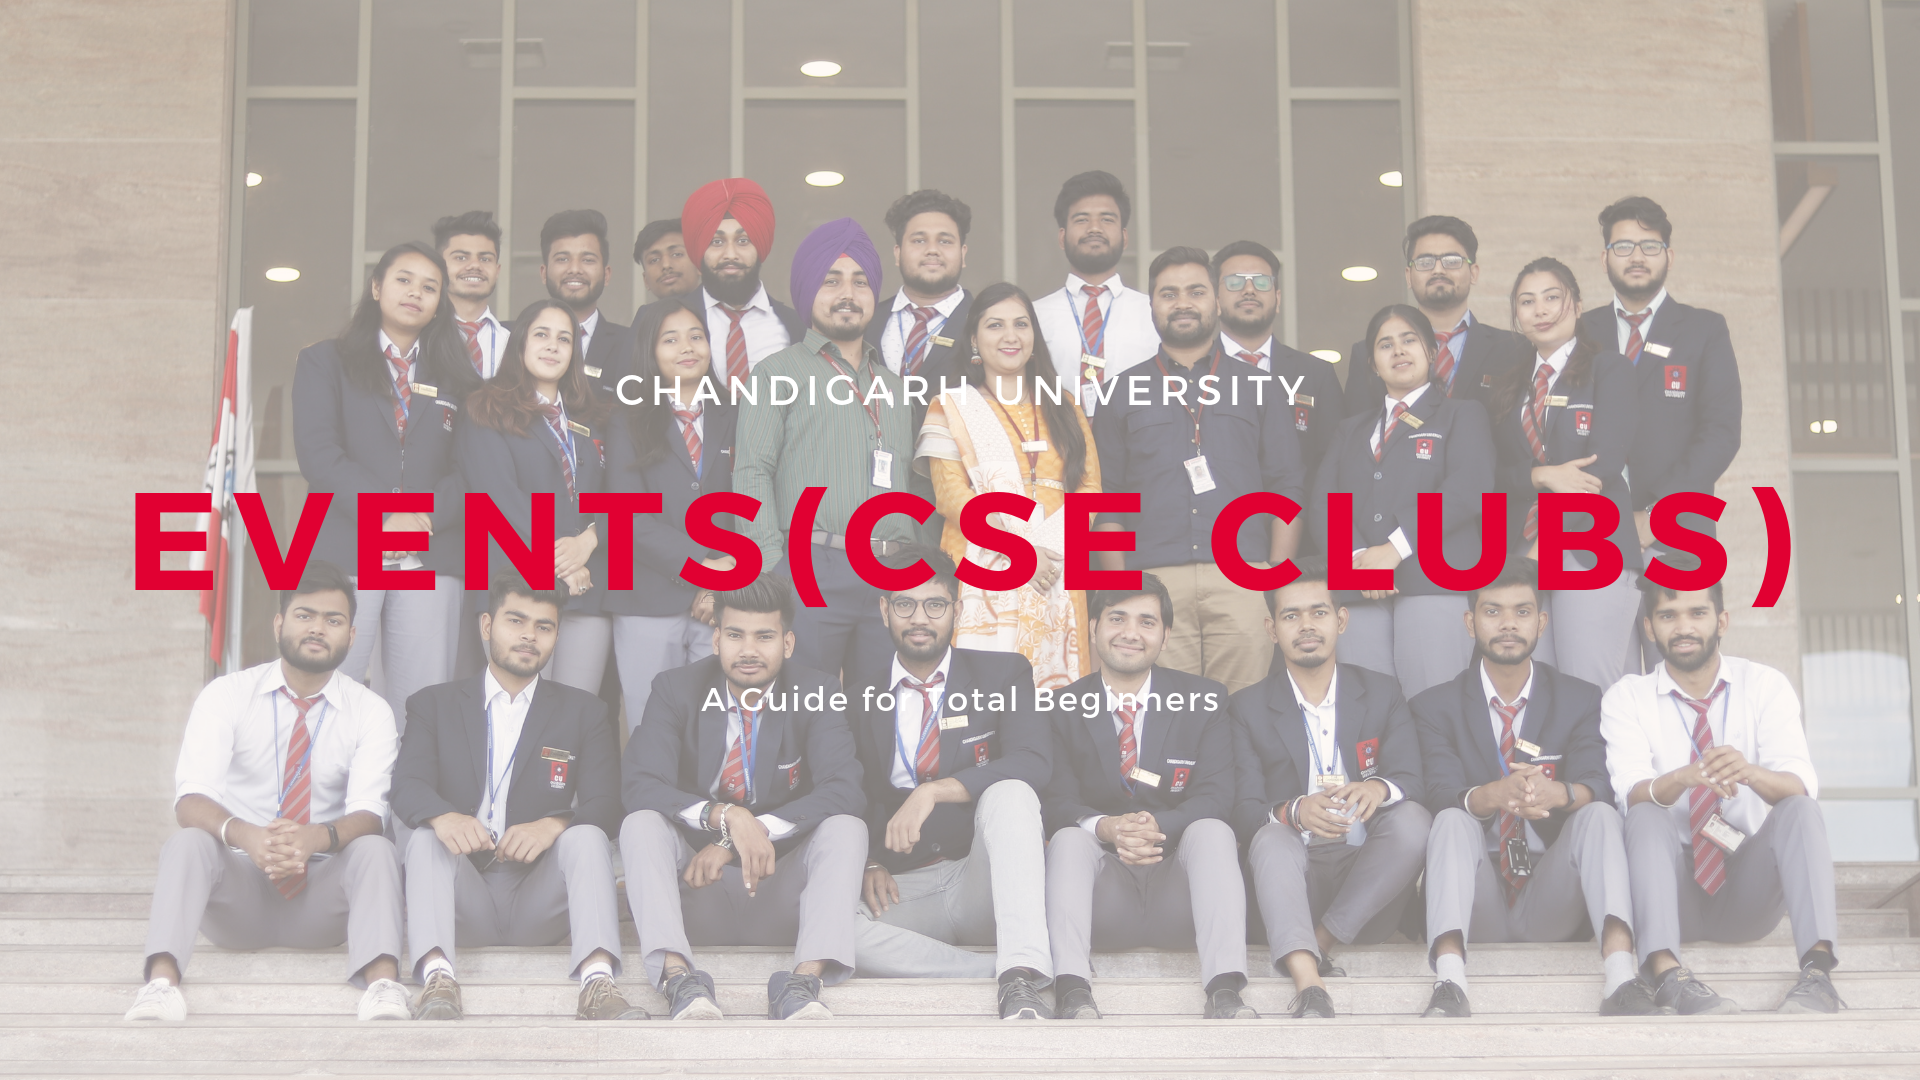 CHANDIGARH UNIVERSITY
EVENTS(CSE CLUBS)
A Guide for Total Beginners